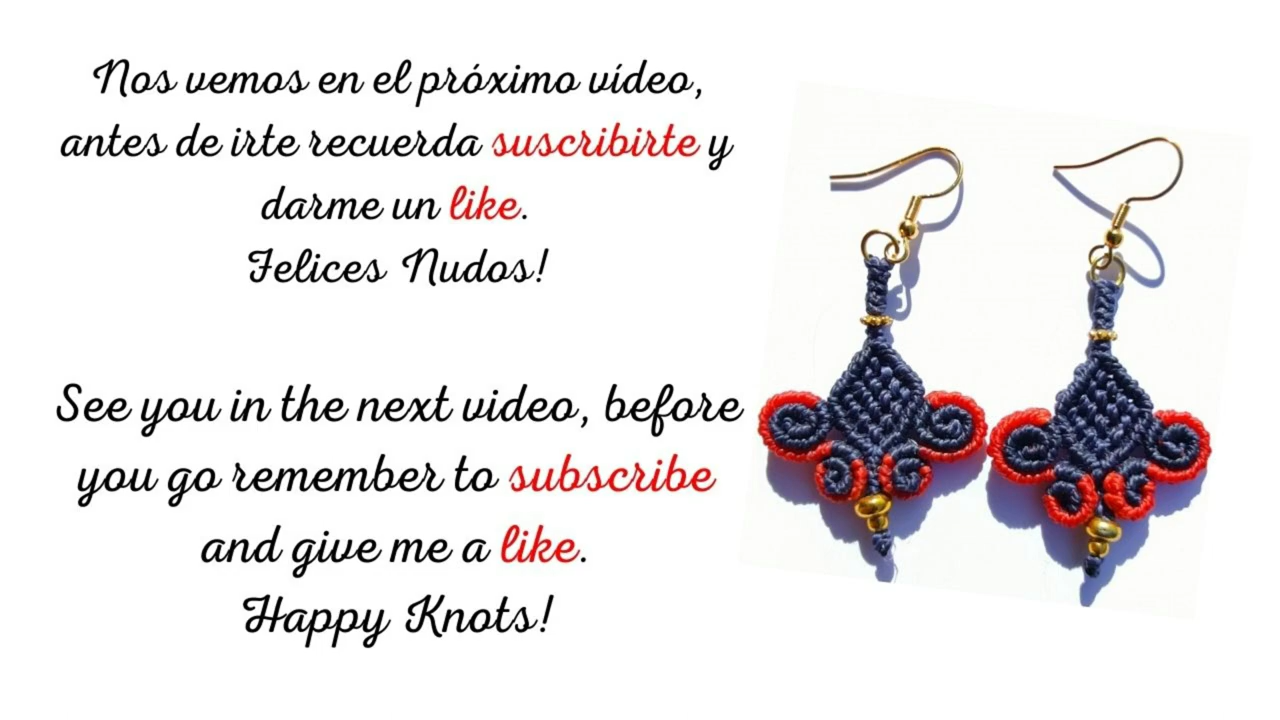 Nos vemos en el próximo vídeo,
antes de irte recuerda suscribirte y
darme un like.
Felices Nudos!
See you in the next video, before
you go remember to subscribe
and give me a like.
Happy Knots!